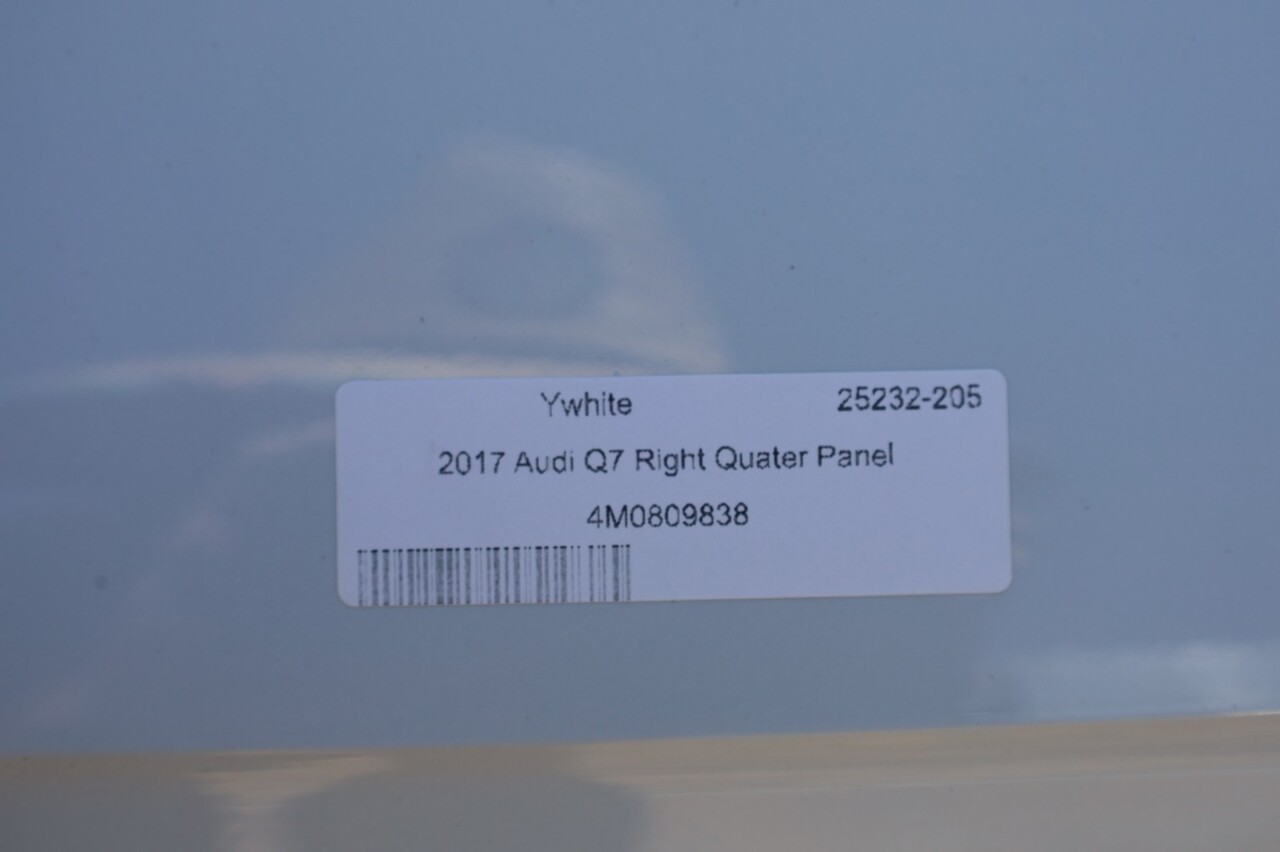 Ywhite 25232-205
2017 Audi Q7 Right Quater Panel
4M0809838